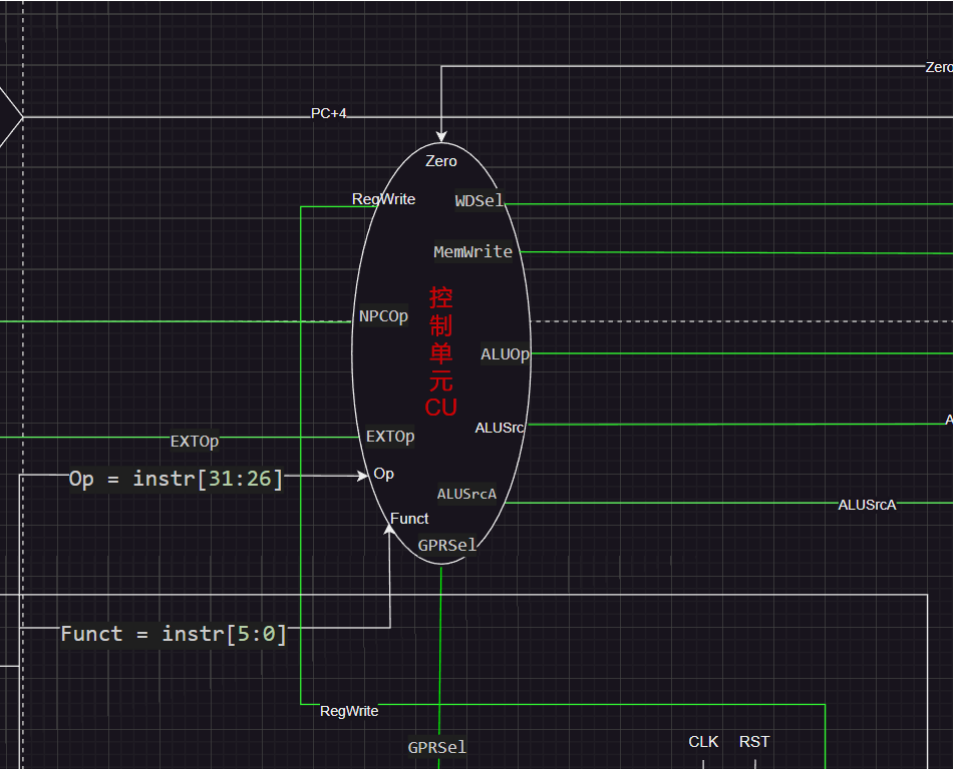 Zero
PC+4
Zero
RegWrite
WDSel
MemWrite
NPCOp
控
制
单
元
CU
ALUOp
ALUSrc
EXTOp
EXTOp
Op = instr[31:26]
Op
ALUSrcA
ALUSrcA
Funct
GPRSel
Funct = instr[5:0]
RegWrite
GPRSel
CLK
RST